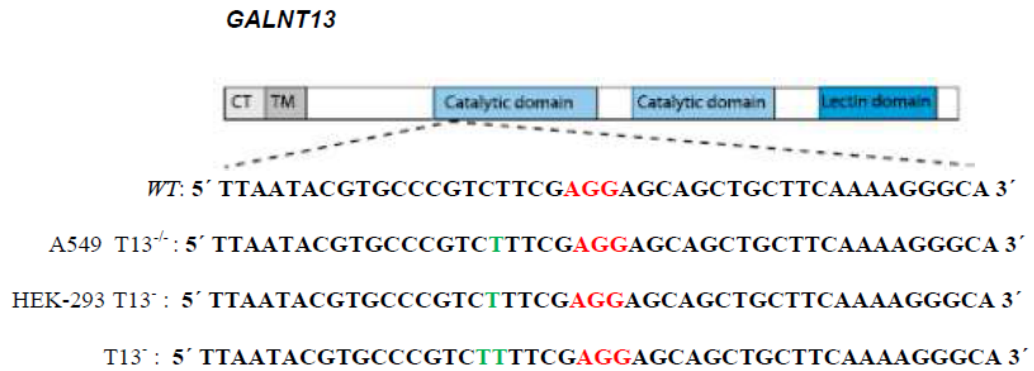 GALNT13
CT TM Catalytic domain Catalytic domain Lectin domain
WT: 5´ TTAATACGTGCCCGTCTTCGAGGAGCAGCTGCTTCAAAAGGGCA 3´
A549 T13-/- : 5´ TTAATACGTGCCCGTCTTTCGAGGAGCAGCTGCTTCAAAAGGGCA 3´
HEK-293 T13- : 5´ TTAATACGTGCCCGTCTTTCGAGGAGCAGCTGCTTCAAAAGGGCA 3´
T13- : 5´ TTAATACGTGCCCGTCTTTTCGAGGAGCAGCTGCTTCAAAAGGGCA 3´